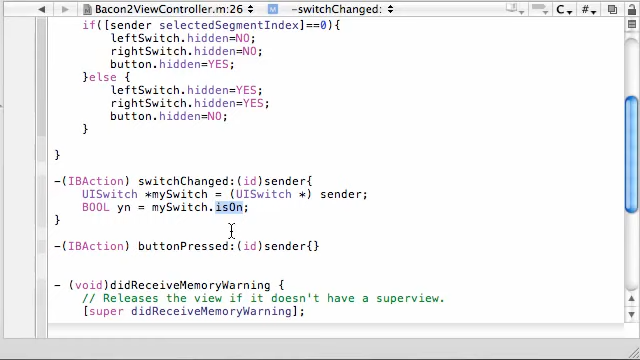 Bacon2ViewController.m:26 -switchChanged:
if([sender selectedSegmentIndex]==0){
leftSwitch.hidden=NO;
rightSwitch.hidden=NO;
button.hidden=YES;
}else {
leftSwitch.hidden=YES;
rightSwitch.hidden=YES;
button.hidden=NO;
}
}
-(IBAction) switchChanged:(id)sender{
UISwitch *mySwitch = (UISwitch *) sender;
BOOL yn = mySwitch.isOn;
}
-(IBAction) buttonPressed:(id)sender{}
- (void)didReceiveMemoryWarning {
// Releases the view if it doesn't have a superview.
[super didReceiveMemoryWarning];